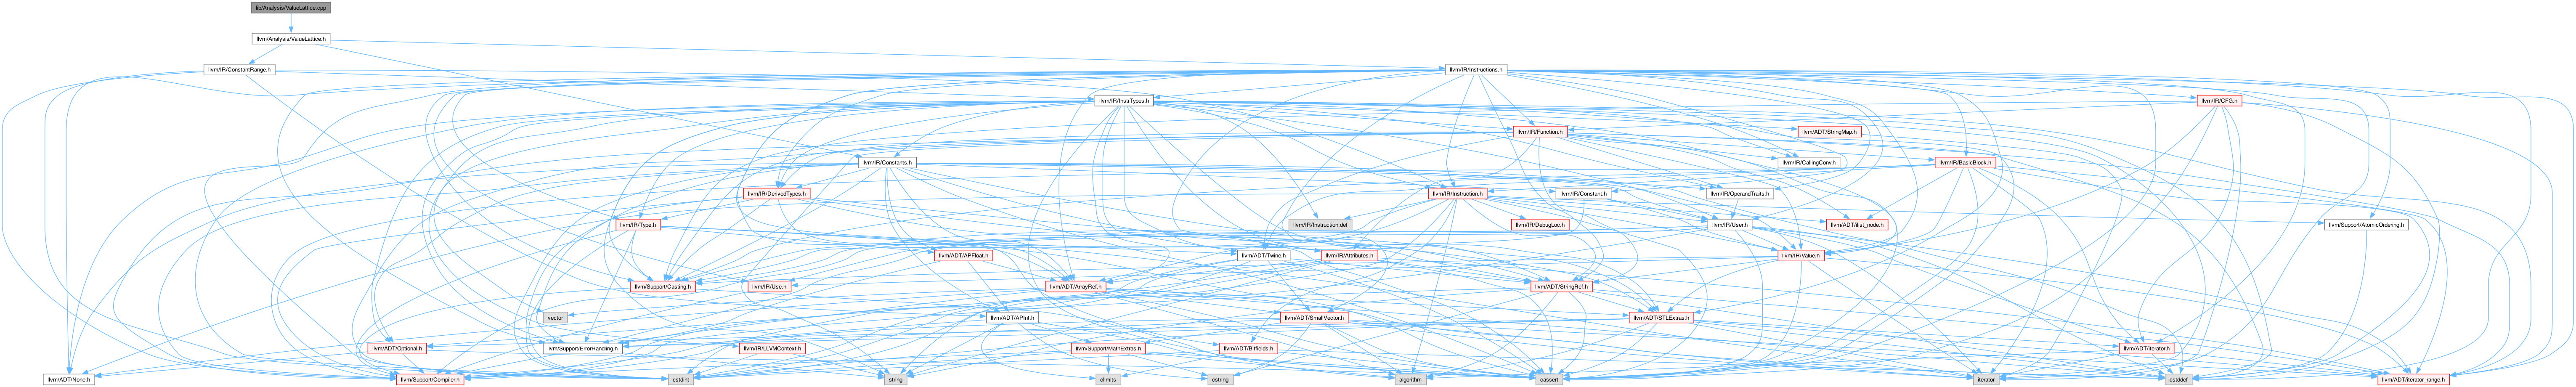 lib/Analysis/ValueLattice.cpp
llvm/Analysis/ValueLattice.h
llvm/IR/ConstantRange.h
llvm/IR/Instructions.h
llvm/IR/InstrTypes.h
llvm/IR/CFG.h
llvm/IR/Function.h
llvm/ADT/StringMap.h
llvm/IR/Constants.h
llvm/IR/CallingConv.h
llvm/IR/BasicBlock.h
llvm/IR/DerivedTypes.h
llvm/IR/Instruction.h
llvm/IR/Constant.h
llvm/IR/OperandTraits.h
llvm/IR/Type.h
llvm/IR/Instruction.def
llvm/IR/DebugLoc.h
llvm/IR/User.h
llvm/ADT/ilist_node.h
llvm/Support/AtomicOrdering.h
llvm/ADT/APFloat.h
llvm/ADT/Twine.h
llvm/IR/Attributes.h
llvm/IR/Value.h
llvm/Support/Casting.h
llvm/IR/Use.h
llvm/ADT/ArrayRef.h
llvm/ADT/StringRef.h
vector
llvm/ADT/APInt.h
llvm/ADT/SmallVector.h
llvm/ADT/STLExtras.h
llvm/ADT/Optional.h
llvm/Support/ErrorHandling.h
llvm/IR/LLVMContext.h
llvm/Support/MathExtras.h
llvm/ADT/Bitfields.h
llvm/ADT/iterator.h
llvm/ADT/None.h
llvm/Support/Compiler.h
cstdint
string
climits
cstring
algorithm
cassert
iterator
cstddef
llvm/ADT/iterator_range.h